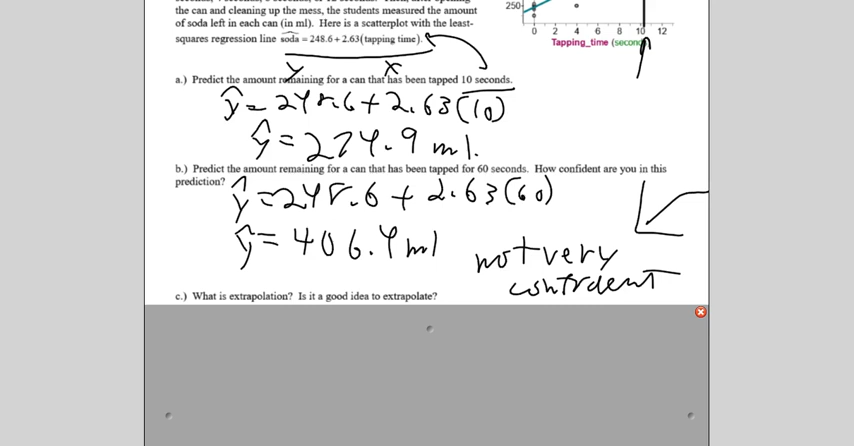 the can and cleaning up the mess, the students measured the amount
of soda left in each can (in ml). Here is a scatterplot with the least-
squares regression line soda = 248.6 + 2.63(tapping time).
250
0 2 4 6 8 10 12
Tapping_time (secon
y x
a.) Predict the amount remaining for a can that has been tapped 10 seconds.
ŷ = 248.6 + 2.63(10)
ŷ = 274.9 ml.
b.) Predict the amount remaining for a can that has been tapped for 60 seconds. How confident are you in this
prediction?
ŷ = 248.6 + 2.63(60)
ŷ = 406.4 ml
not very
confident
c.) What is extrapolation? Is it a good idea to extrapolate?